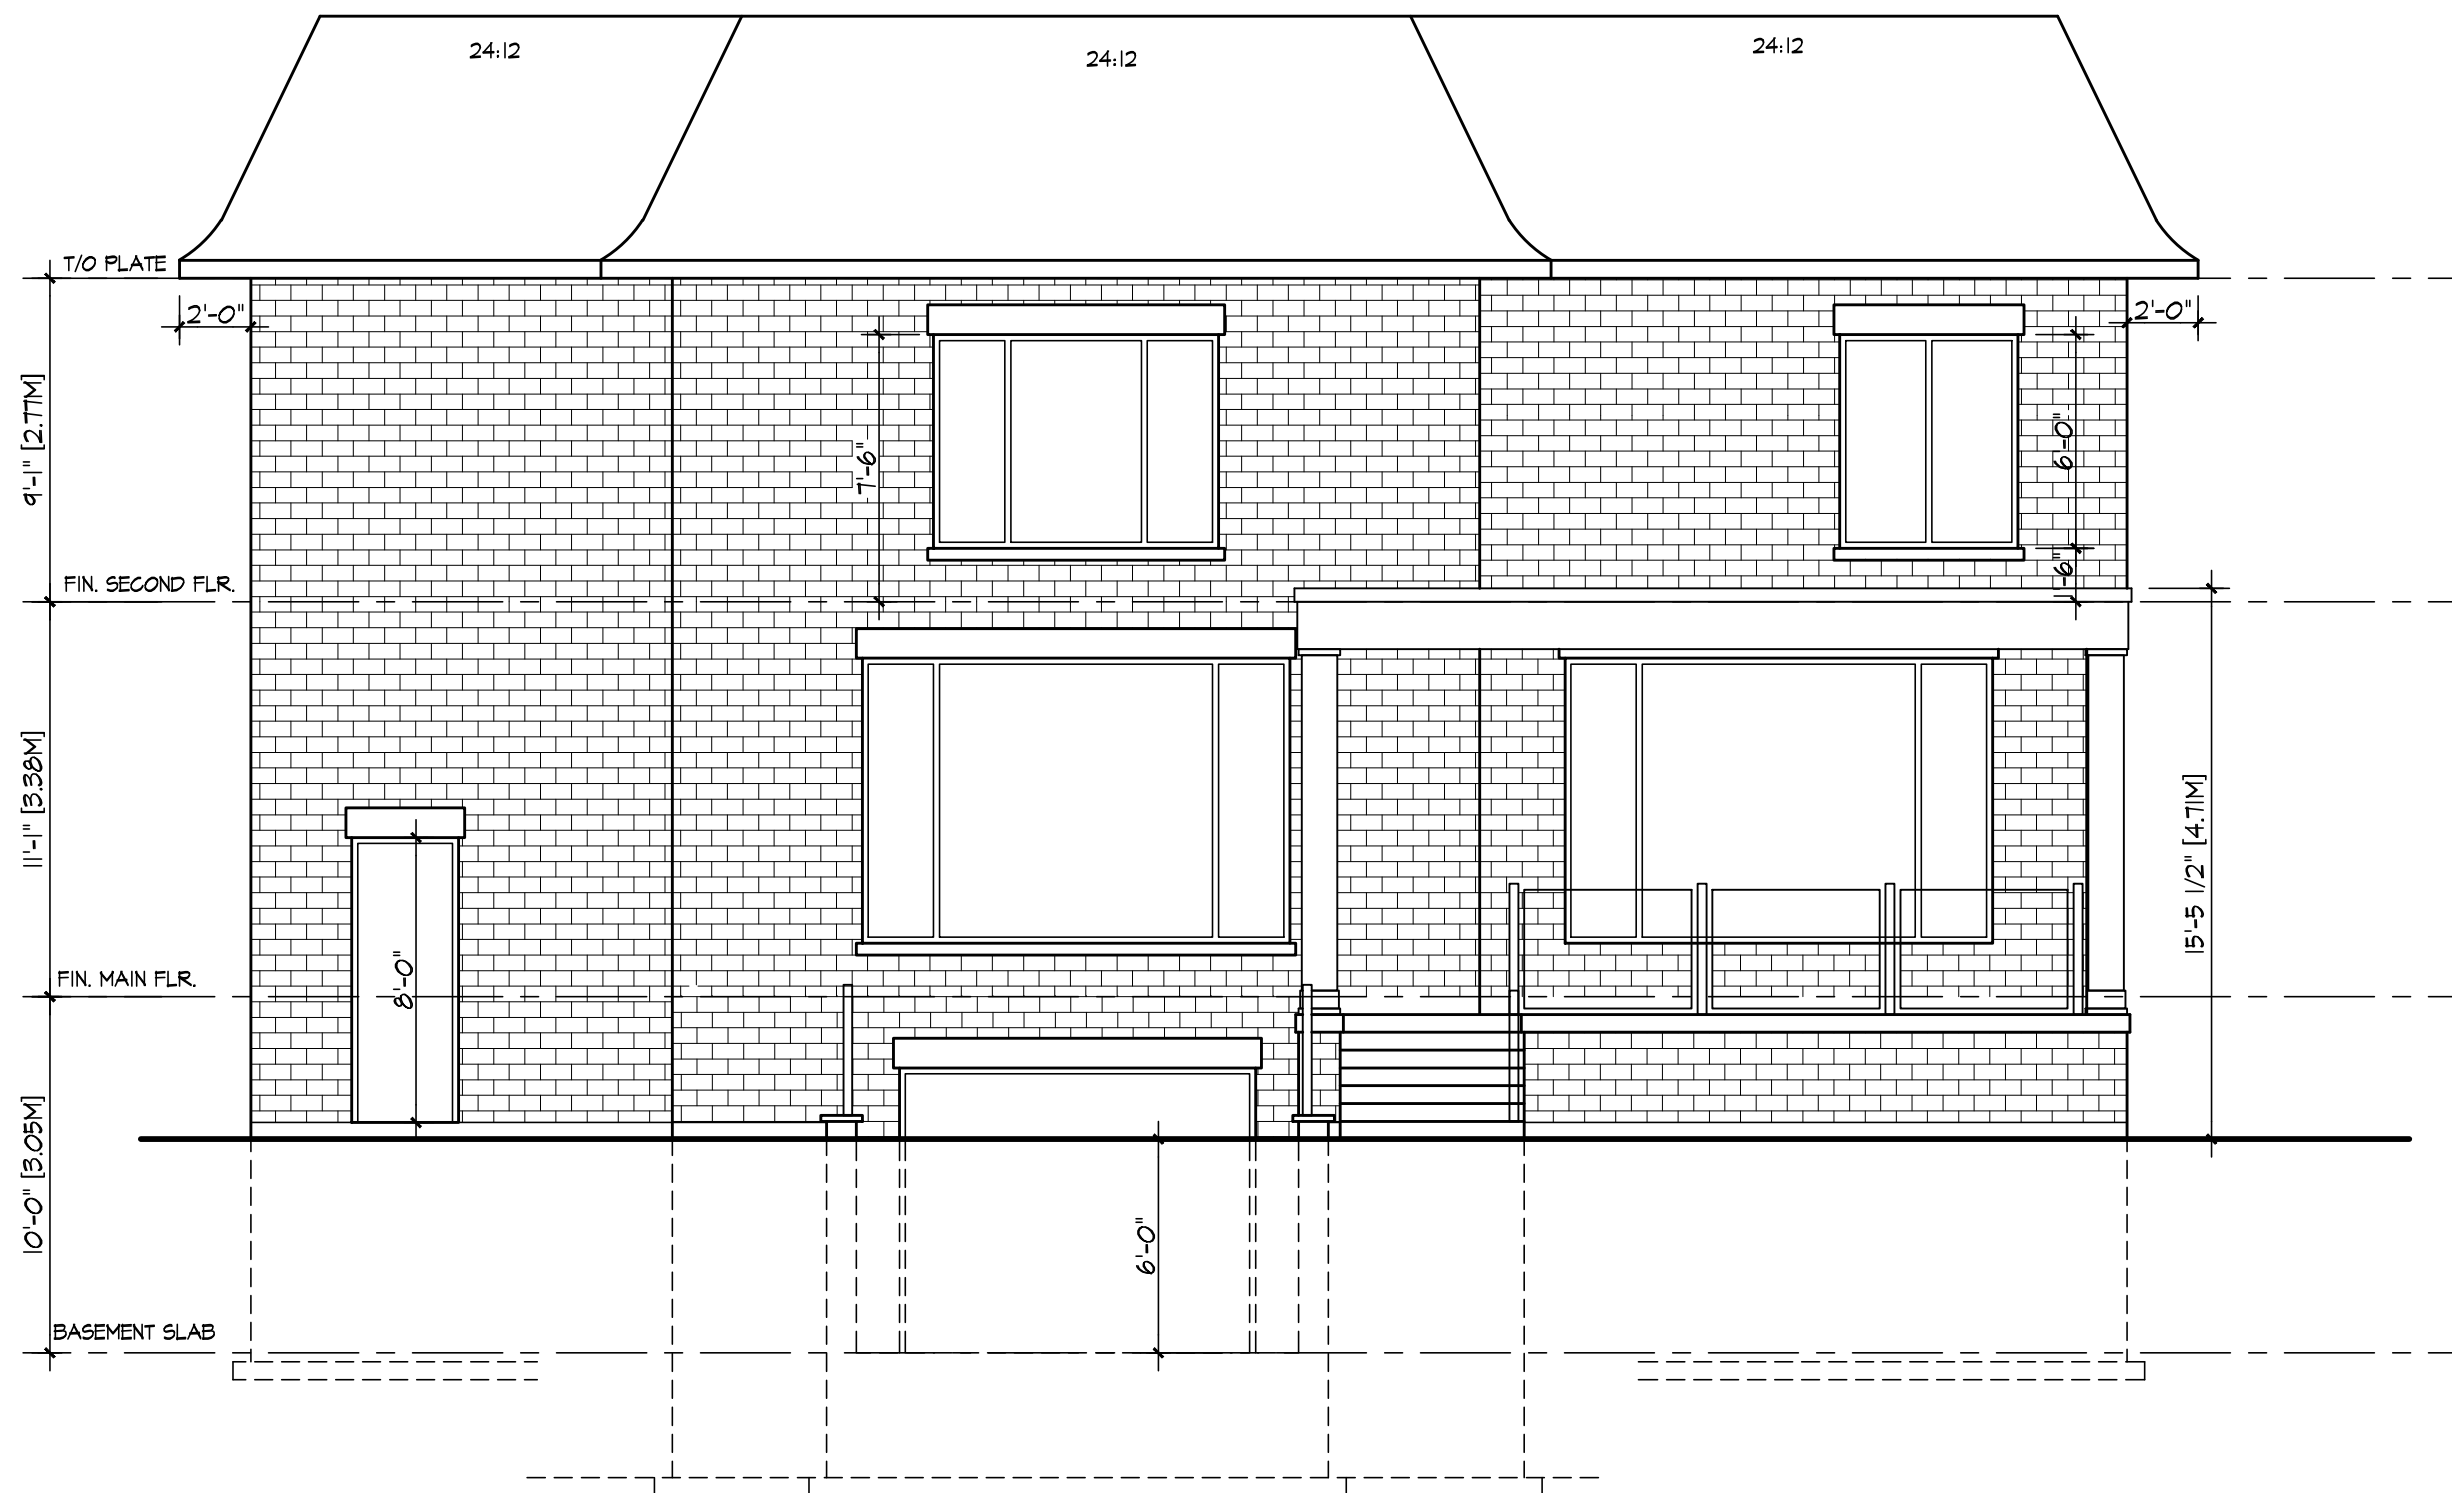 24:12
24:12
24:12
T/O PLATE
2'-0"
2'-0"
9'-1" [2.77M]
7'-6"
6'-0"
1'-6"
FIN. SECOND FLR.
11'-1" [3.38M]
15'-5 1/2" [4.71M]
8'-0"
FIN. MAIN FLR.
10'-0" [3.05M]
6'-0"
BASEMENT SLAB